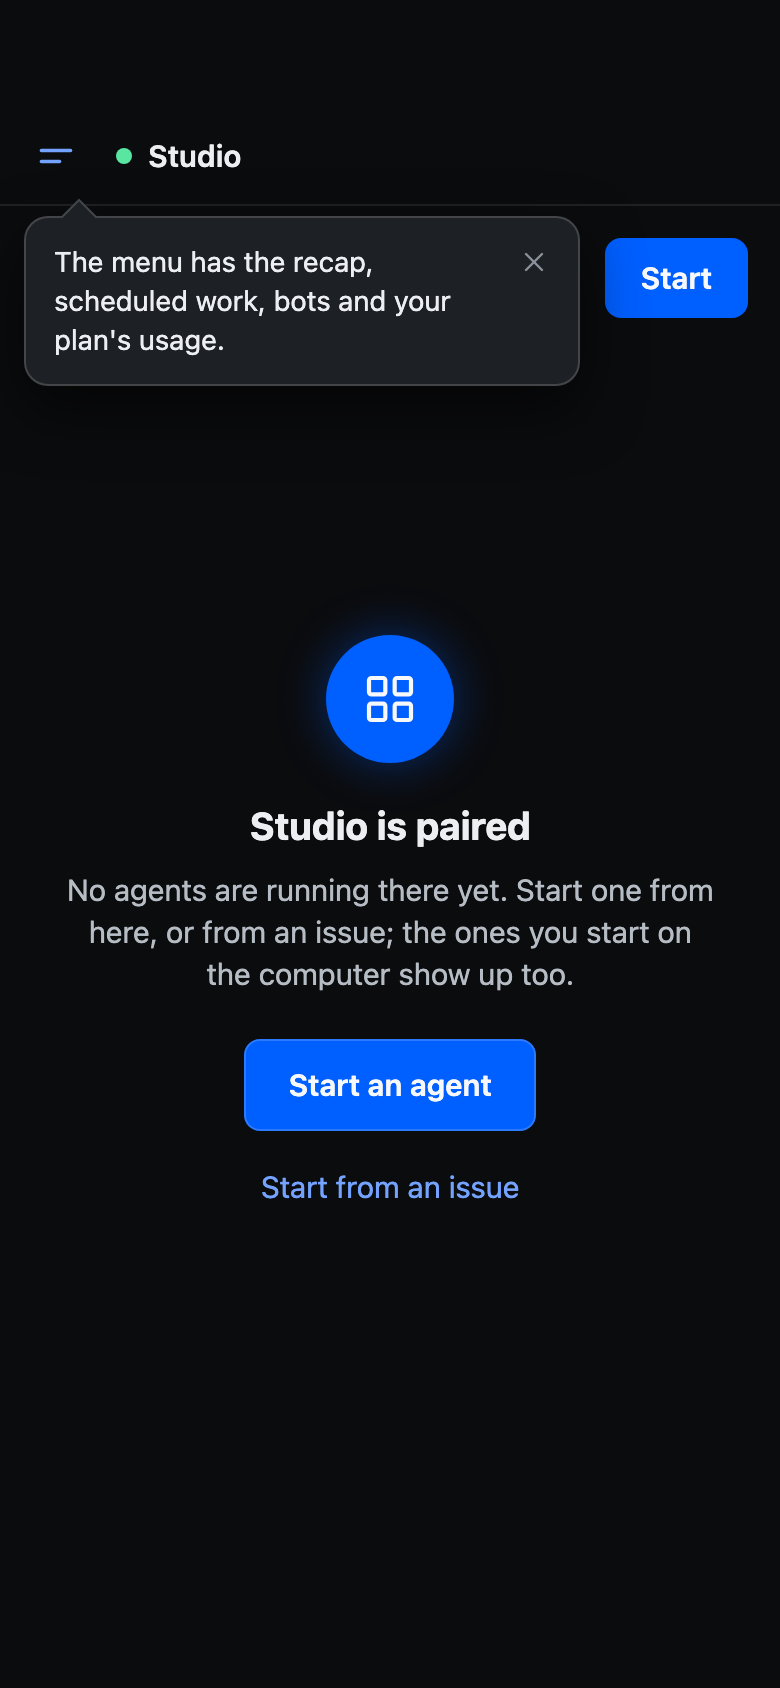 Studio
The menu has the recap,
scheduled work, bots and your
plan's usage.
Start
Studio is paired
No agents are running there yet. Start one from
here, or from an issue; the ones you start on
the computer show up too.
Start an agent
Start from an issue